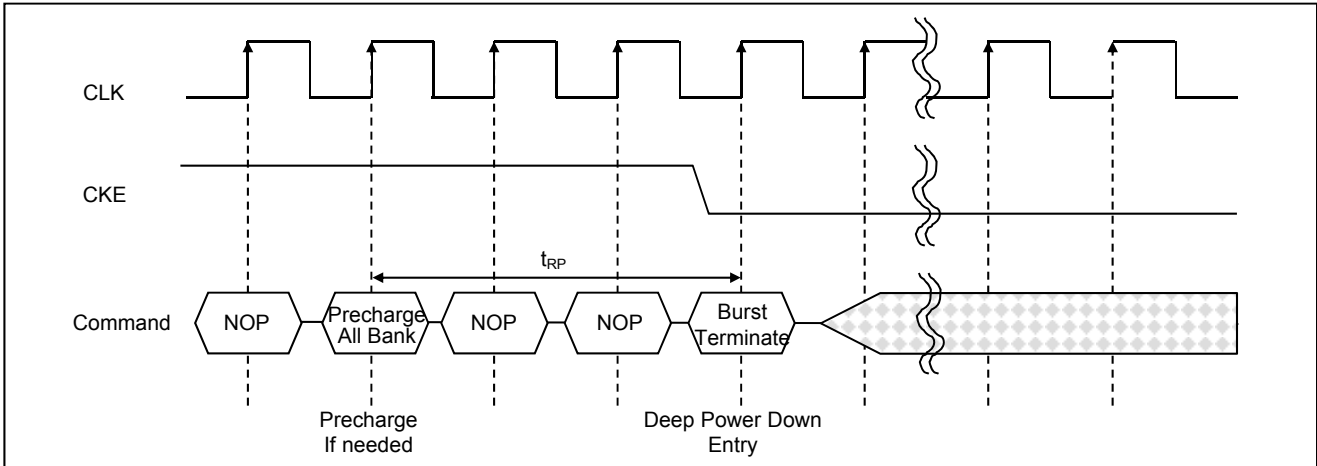 CLK
CKE
tRP
Command
NOP
Precharge
All Bank
NOP
NOP
Burst
Terminate
Precharge
If needed
Deep Power Down
Entry